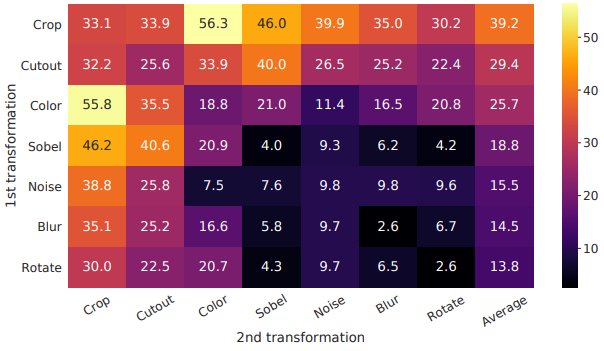 Crop 33.1 33.9 56.3 46.0 39.9 35.0 30.2 39.2
Cutout 32.2 25.6 33.9 40.0 26.5 25.2 22.4 29.4
Color 55.8 35.5 18.8 21.0 11.4 16.5 20.8 25.7
Sobel 46.2 40.6 20.9 4.0 9.3 6.2 4.2 18.8
Noise 38.8 25.8 7.5 7.6 9.8 9.8 9.6 15.5
Blur 35.1 25.2 16.6 5.8 9.7 2.6 6.7 14.5
Rotate 30.0 22.5 20.7 4.3 9.7 6.5 2.6 13.8
Crop Cutout Color Sobel Noise Blur Rotate Average
2nd transformation
1st transformation
50
40
30
20
10